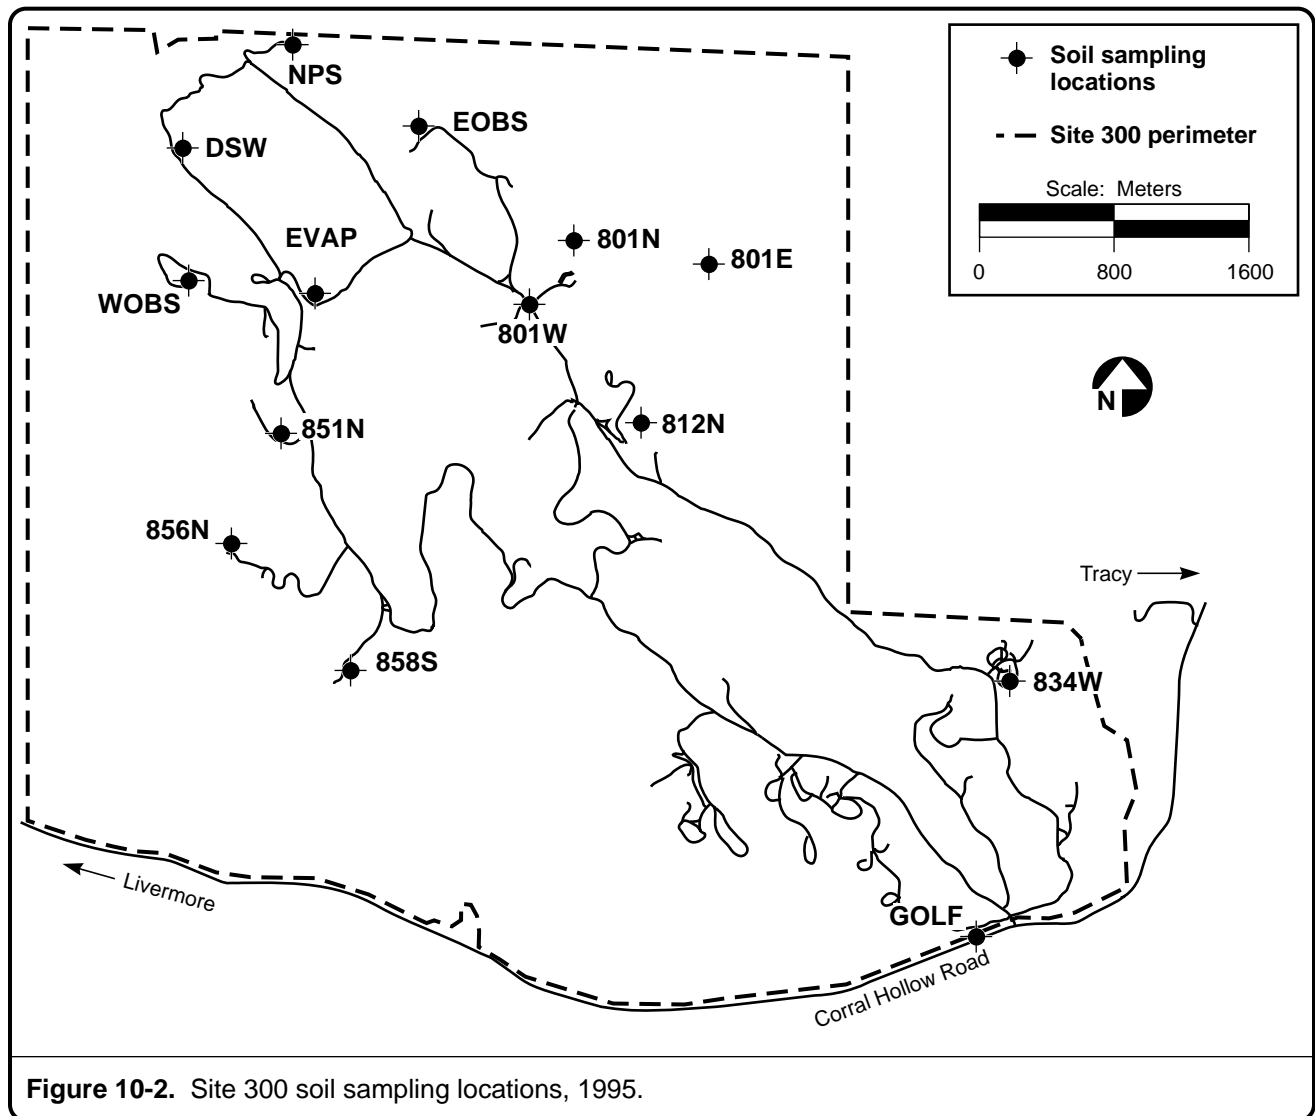 NPS
EOBS
DSW
EVAP
801N
801E
WOBS
801W
851N
812N
856N
858S
834W
GOLF
Soil sampling
locations
Site 300 perimeter
Scale: Meters
0 800 1600
N
Tracy
Livermore
Corral Hollow Road
Figure 10-2. Site 300 soil sampling locations, 1995.